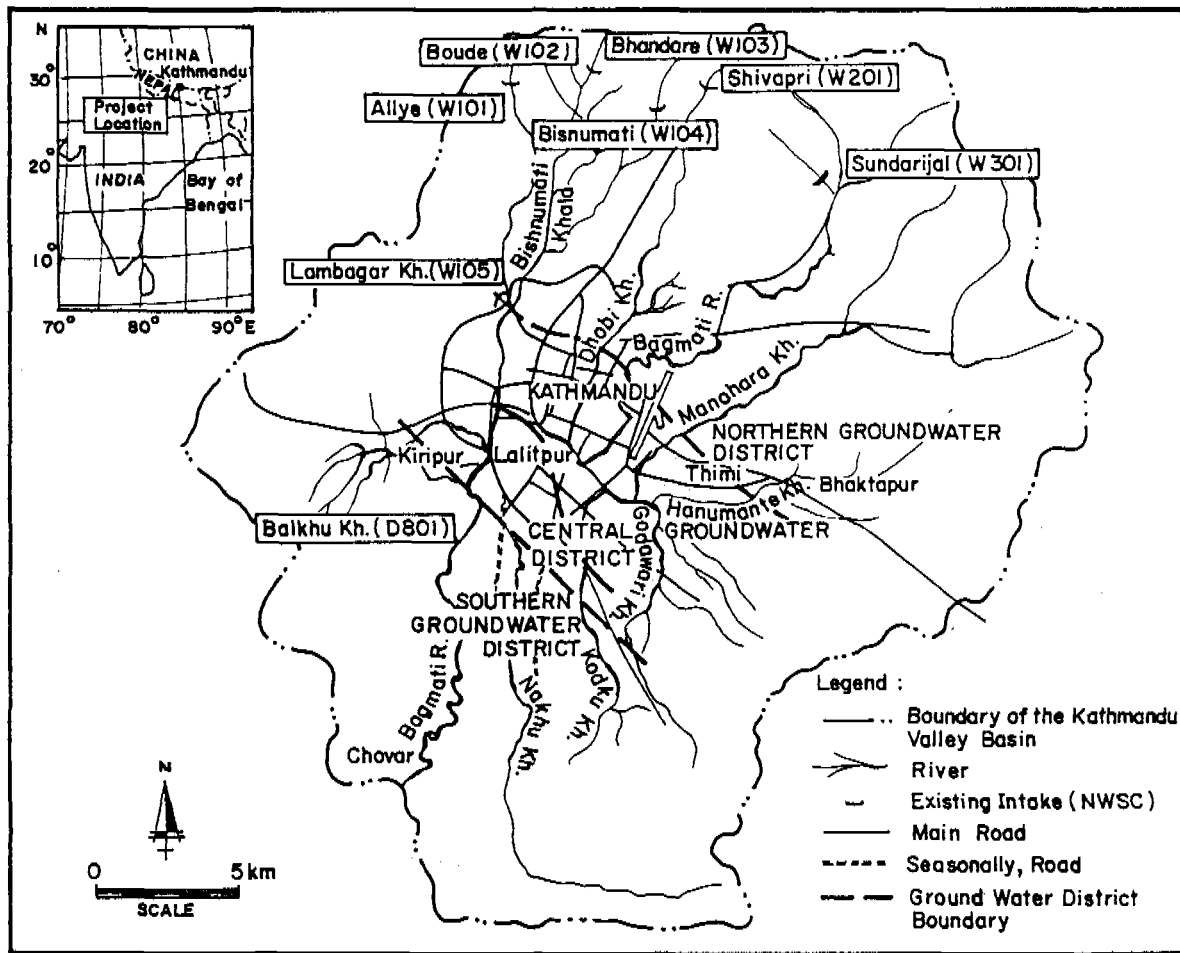 N
CHINA
Kathmandu
NEPAL
Project
Location
INDIA
Bay of
Bengal
30°
20°
10°
70°
80°
90°E
Boude (W102)
Bhandare (W103)
Shivapri (W201)
Allye (W101)
Bisnumati (W104)
Sundarijal (W301)
Bishnumati
Khala
Lambagar Kh. (W105)
Dhobi Kh.
Bagmati R.
KATHMANDU
Manohara Kh.
NORTHERN GROUNDWATER
DISTRICT
Kiripur
Lalitpur
Thimi
Bhaktapur
Hanumante Kh.
Balkhu Kh. (D801)
CENTRAL GROUNDWATER
DISTRICT
Godawari Kh.
SOUTHERN
GROUNDWATER
DISTRICT
Bagmati R.
Nakhu Kh.
Kodku Kh.
Chovar
N
0 5 km
SCALE
Legend :
Boundary of the Kathmandu
Valley Basin
River
Existing Intake (NWSC)
Main Road
Seasonally, Road
Ground Water District
Boundary